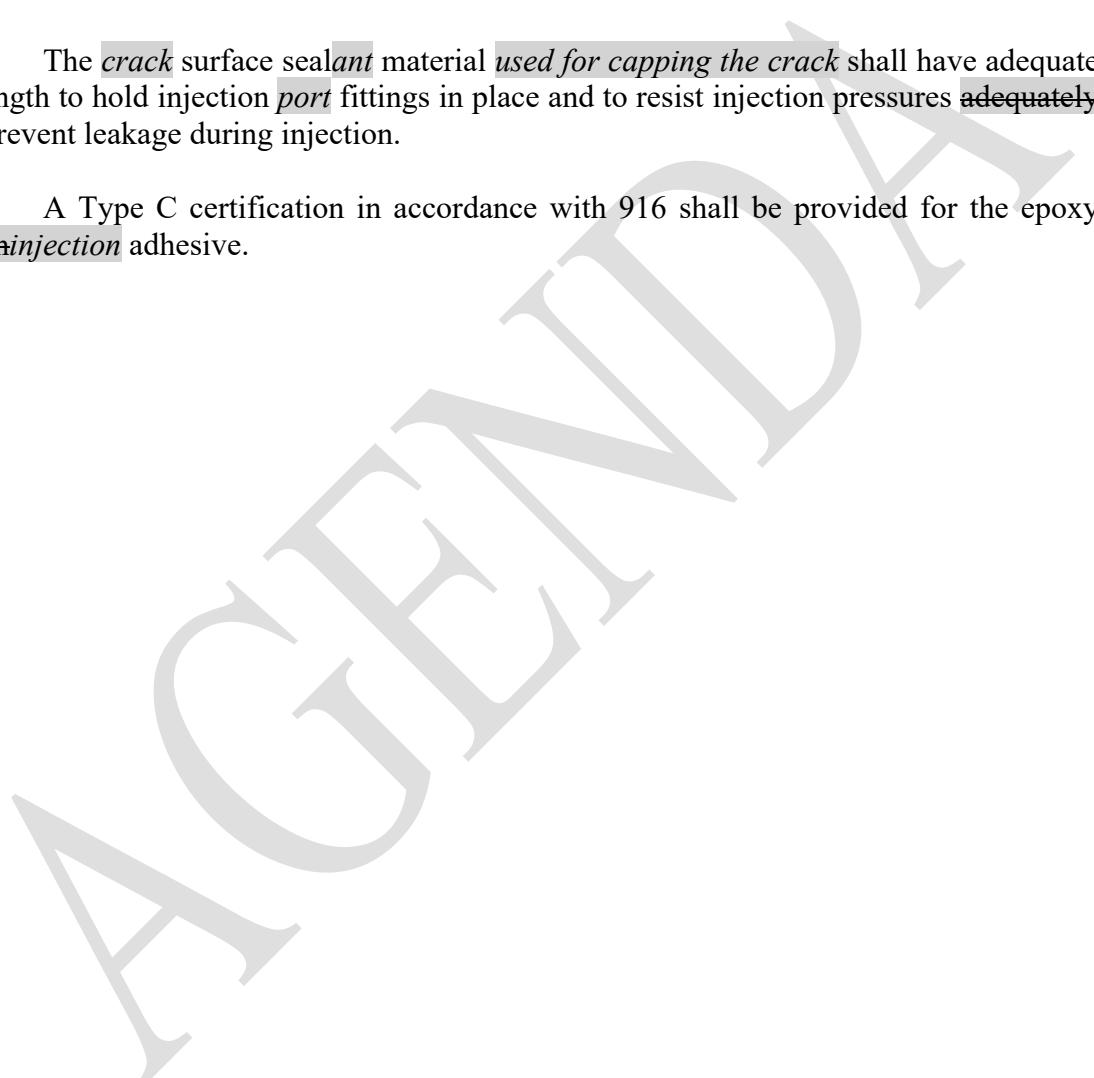 The crack surface sealant material used for capping the crack shall have adequate
ngth to hold injection port fittings in place and to resist injection pressures adequately
revent leakage during injection.
A Type C certification in accordance with 916 shall be provided for the epoxy
injection adhesive.
AGENDA